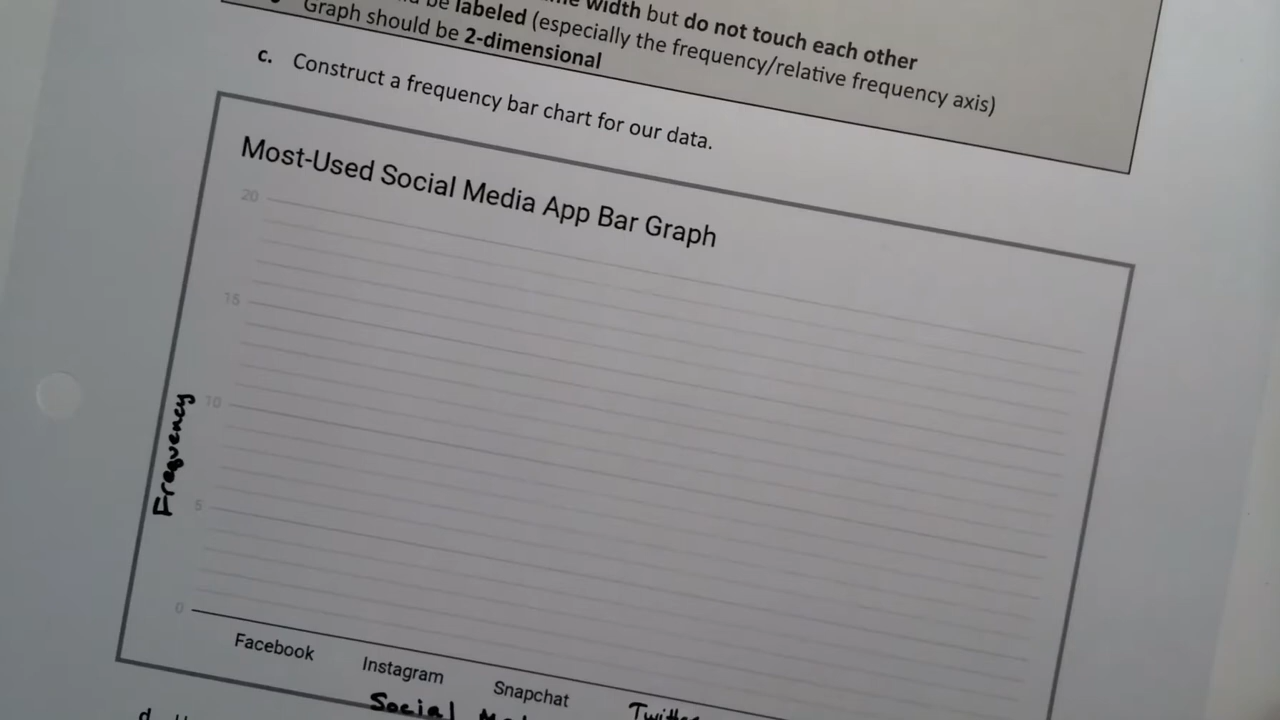 width but do not touch each other
be labeled (especially the frequency/relative frequency axis)
Graph should be 2-dimensional
c. Construct a frequency bar chart for our data.
Most-Used Social Media App Bar Graph
20
15
10
5
0
Frequency
Facebook Instagram Snapchat
Social
d.